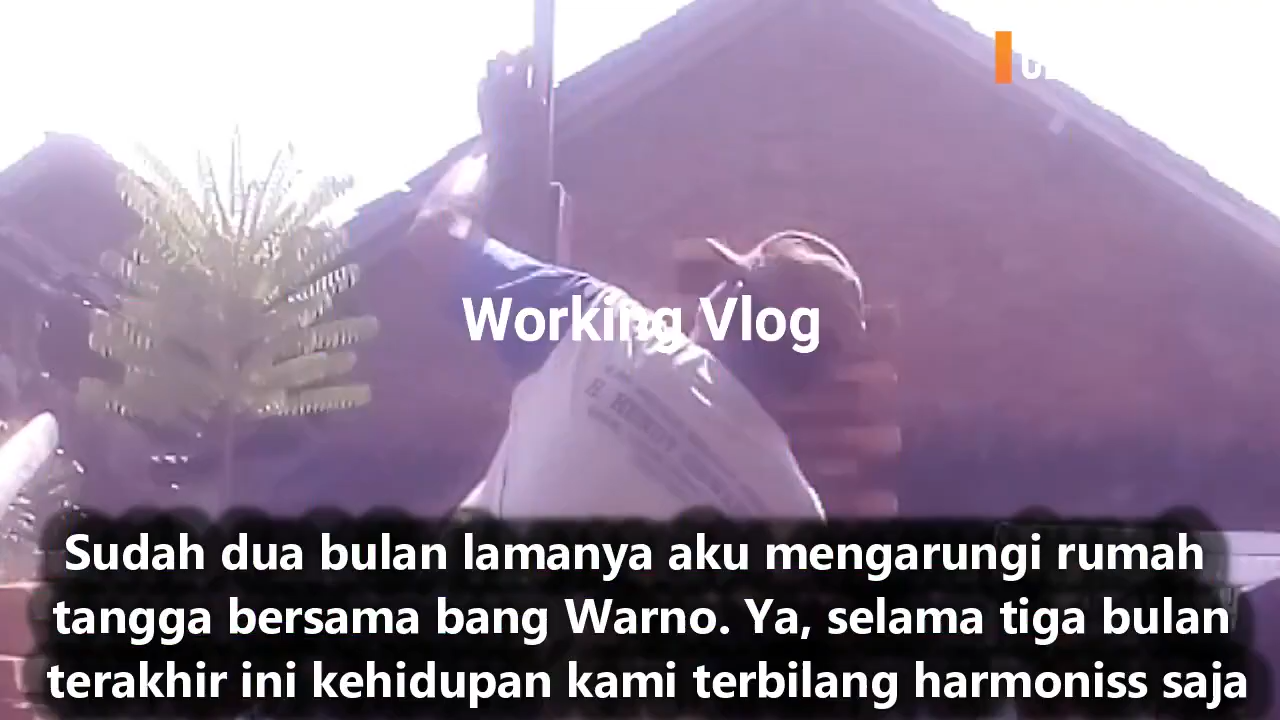 Working Vlog
Sudah dua bulan lamanya aku mengarungi rumah
tangga bersama bang Warno. Ya, selama tiga bulan
terakhir ini kehidupan kami terbilang harmoniss saja